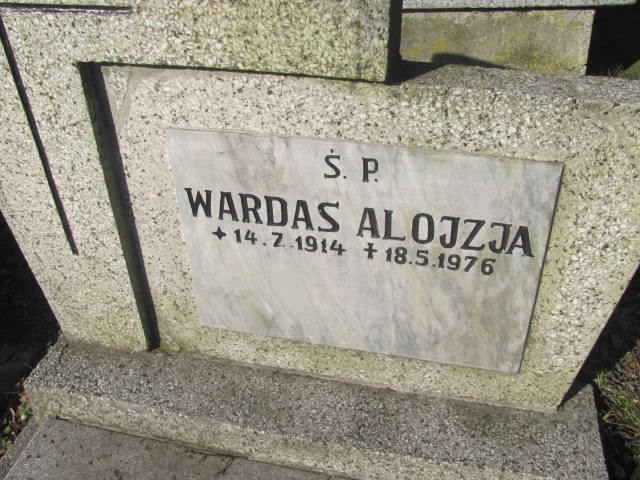 Ś. P.
WARDAS ALOJZJA
14.7.1914 † 18.5.1976